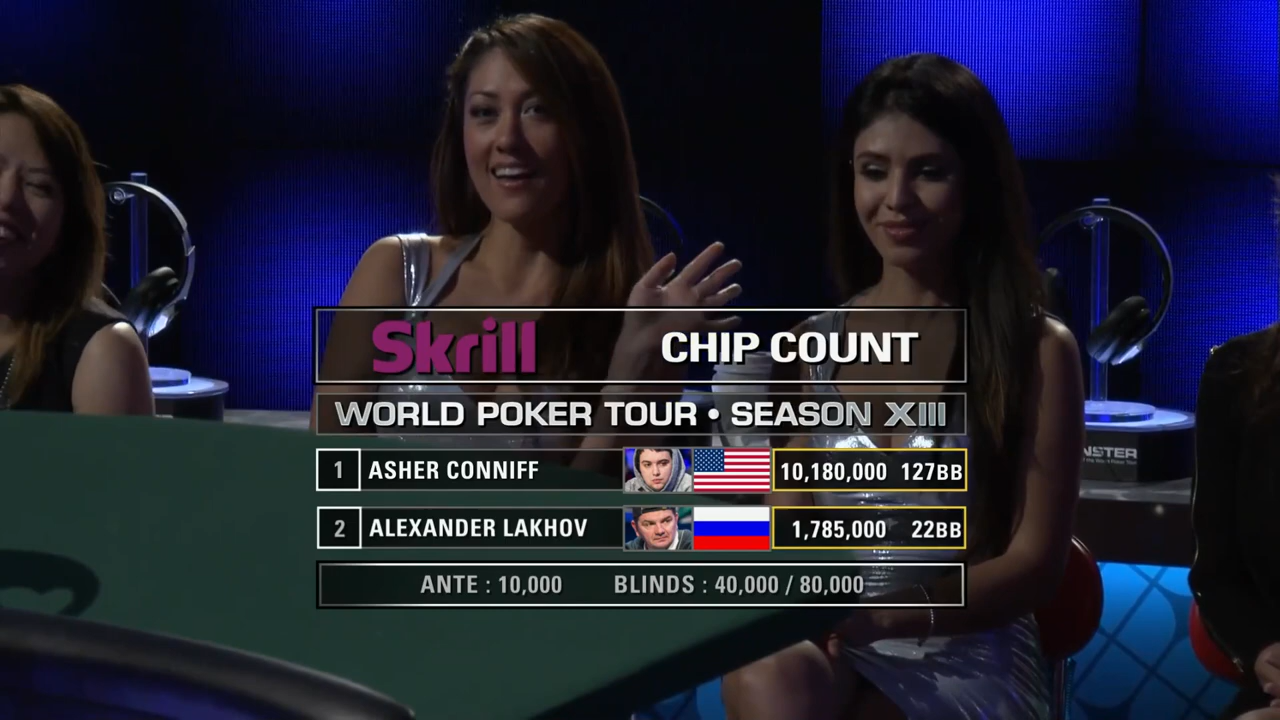 Skrill CHIP COUNT
WORLD POKER TOUR • SEASON XIII
1 ASHER CONNIFF 10,180,000 127BB
2 ALEXANDER LAKHOV 1,785,000 22BB
ANTE : 10,000 BLINDS : 40,000 / 80,000